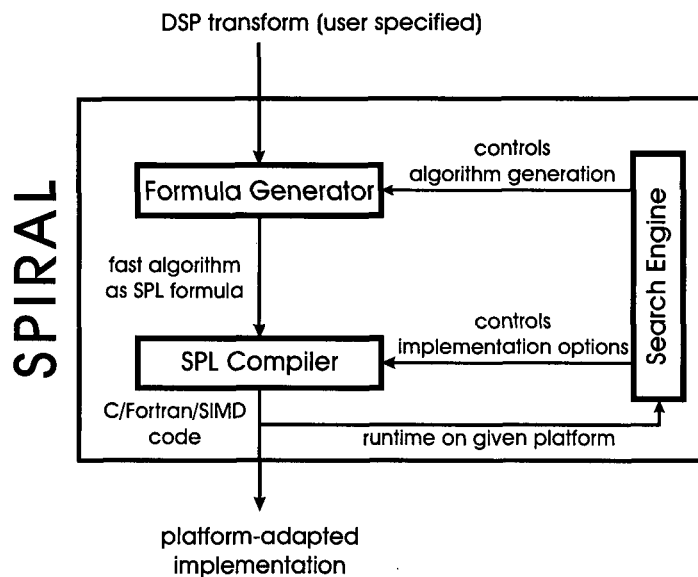 DSP transform (user specified)
SPIRAL
controls
algorithm generation
Formula Generator
Search Engine
fast algorithm
as SPL formula
controls
implementation options
SPL Compiler
C/Fortran/SIMD
code
runtime on given platform
platform-adapted
implementation